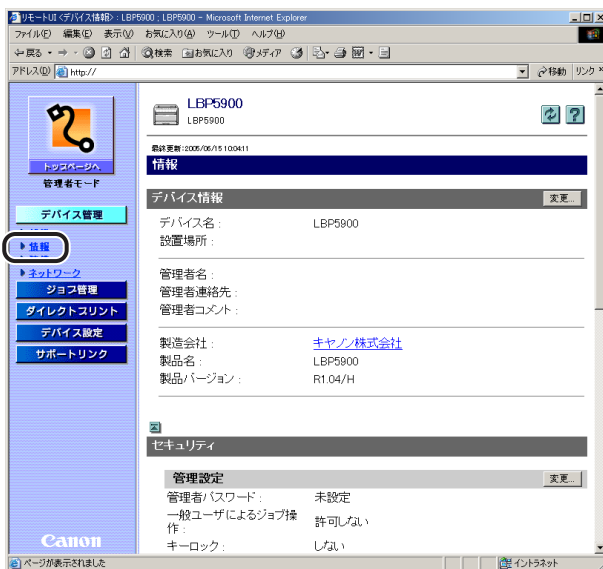 リモートUI <デバイス情報> : LBP5900 ; LBP5900 - Microsoft Internet Explorer
ファイル(F) 編集(E) 表示(V) お気に入り(A) ツール(T) ヘルプ(H)
戻る 検索 お気に入り メディア
アドレス(D) http:// 移動 リンク »
LBP5900
LBP5900
最終更新:2005/06/15 10:04:11
情報
トップページへ
管理者モード
デバイス管理
情報
ネットワーク
ジョブ管理
ダイレクトプリント
デバイス設定
サポートリンク
Canon
デバイス情報 変更...
デバイス名 : LBP5900
設置場所 :
管理者名 :
管理者連絡先 :
管理者コメント :
製造会社 : キヤノン株式会社
製品名 : LBP5900
製品バージョン : R1.04/H
セキュリティ
管理設定 変更...
管理者パスワード : 未設定
一般ユーザによるジョブ操
作 : 許可しない
キーロック : しない
ページが表示されました イントラネット